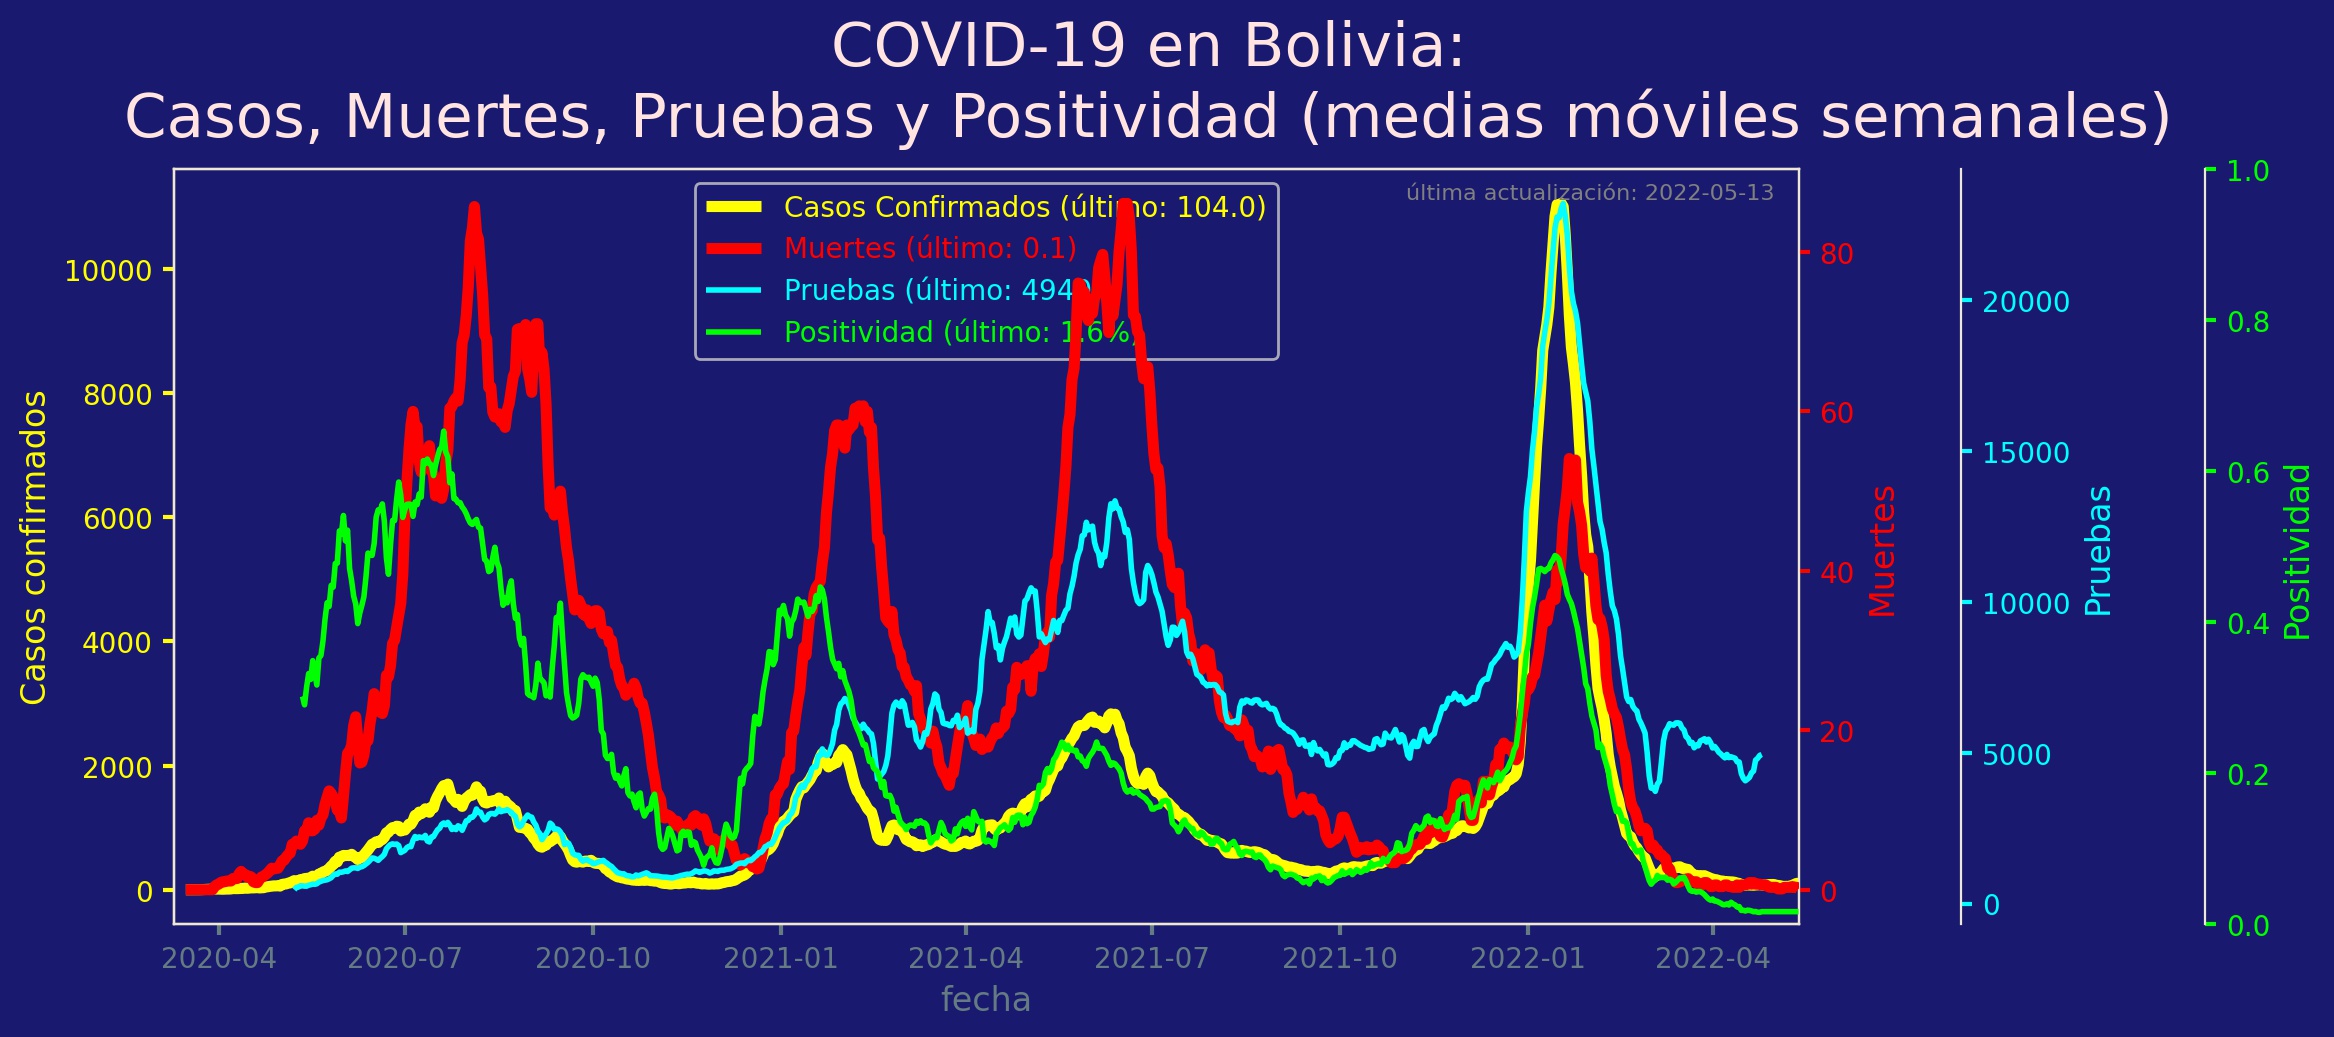 COVID-19 en Bolivia:
Casos, Muertes, Pruebas y Positividad (medias móviles semanales)
última actualización: 2022-05-13
Casos Confirmados (último: 104.0)
Muertes (último: 0.1)
Pruebas (último:
Positividad (último: 1.6%)
Casos confirmados
10000
8000
6000
4000
2000
0
80
60
40
20
0
Muertes
20000
15000
10000
5000
0
Pruebas
1.0
0.8
0.6
0.4
0.2
0.0
Positividad
2020-04 2020-07 2020-10 2021-01 2021-04 2021-07 2021-10 2022-01 2022-04
fecha